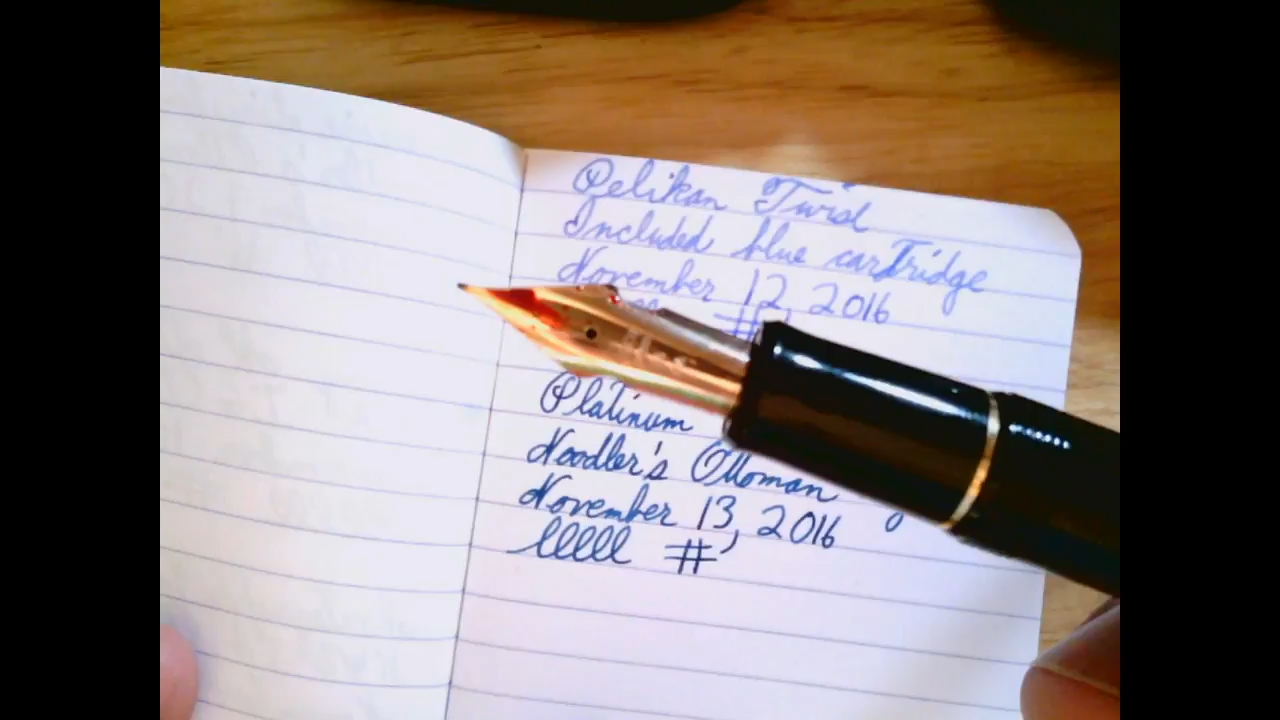 Pelikan Twist
Included blue cartridge
November 12, 2016
#
Platinum
Noodler's Ottoman
November 13, 2016
lllll #